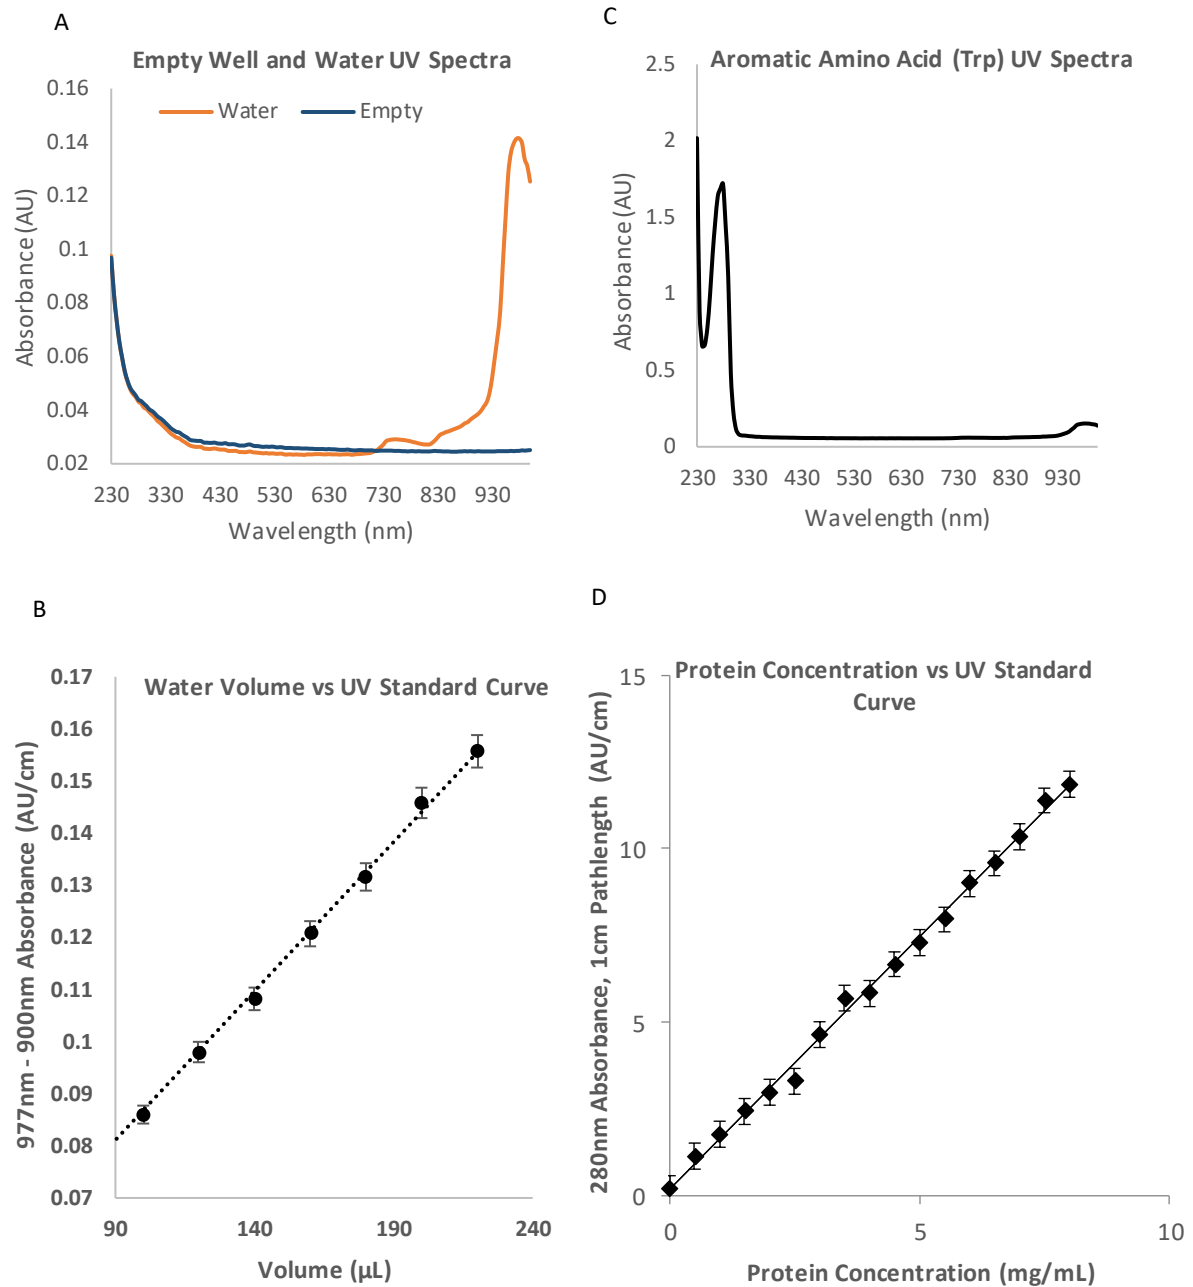 A
Empty Well and Water UV Spectra
Water
Empty
Absorbance (AU)
0.16
0.14
0.12
0.1
0.08
0.06
0.04
0.02
230 330 430 530 630 730 830 930
Wavelength (nm)
C
Aromatic Amino Acid (Trp) UV Spectra
Absorbance (AU)
2.5
2
1.5
1
0.5
0
230 330 430 530 630 730 830 930
Wavelength (nm)
B
Water Volume vs UV Standard Curve
977nm - 900nm Absorbance (AU/cm)
0.17
0.16
0.15
0.14
0.13
0.12
0.11
0.1
0.09
0.08
0.07
90 140 190 240
Volume (µL)
D
Protein Concentration vs UV Standard
Curve
280nm Absorbance, 1cm Pathlength (AU/cm)
15
10
5
0
0 5 10
Protein Concentration (mg/mL)